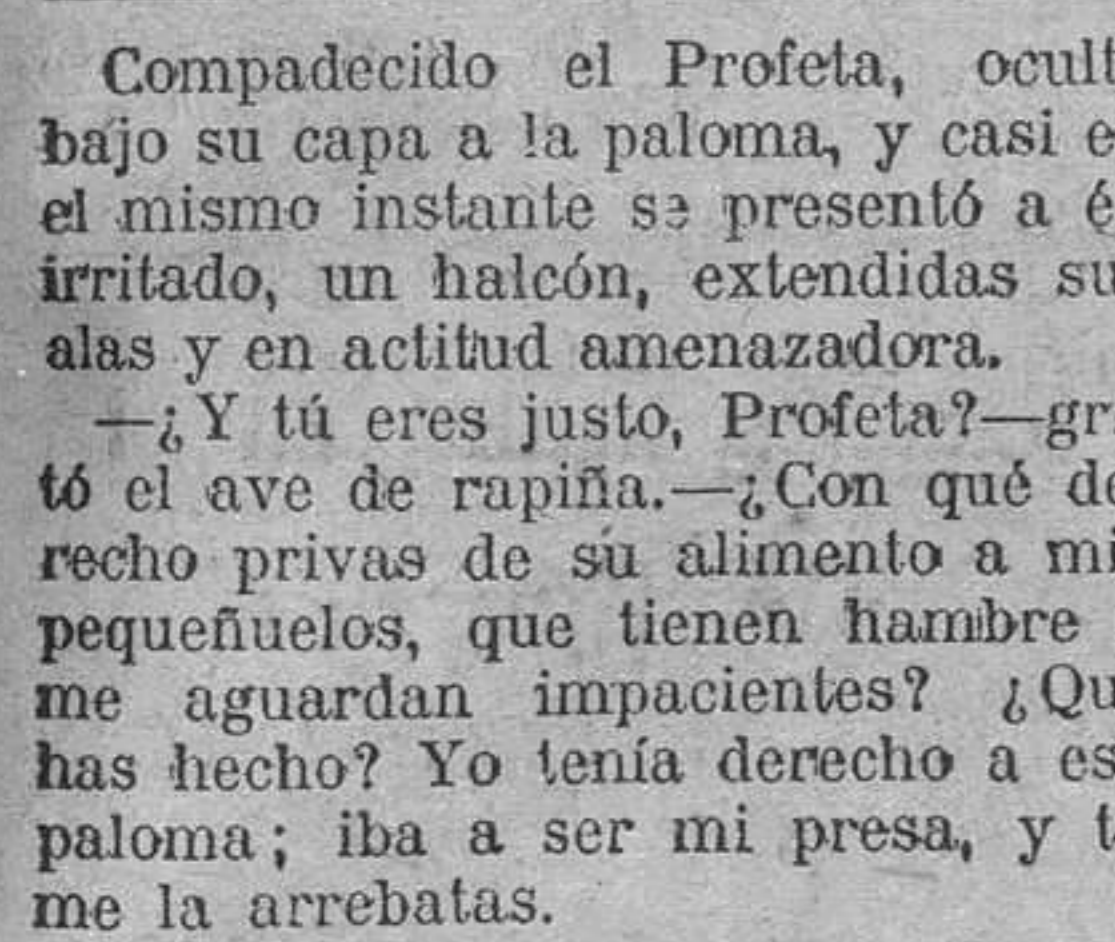 Compadecido el Profeta, ocult
bajo su capa a la paloma, y casi e
el mismo instante se presentó a é
irritado, un halcón, extendidas su
alas y en actitud amenazadora.
—¿Y tú eres justo, Profeta?—gr
tó el ave de rapiña.—¿Con qué de
recho privas de su alimento a mi
pequeñuelos, que tienen hambre
me aguardan impacientes? ¿Qu
has hecho? Yo tenía derecho a es
paloma; iba a ser mi presa, y t
me la arrebatas.